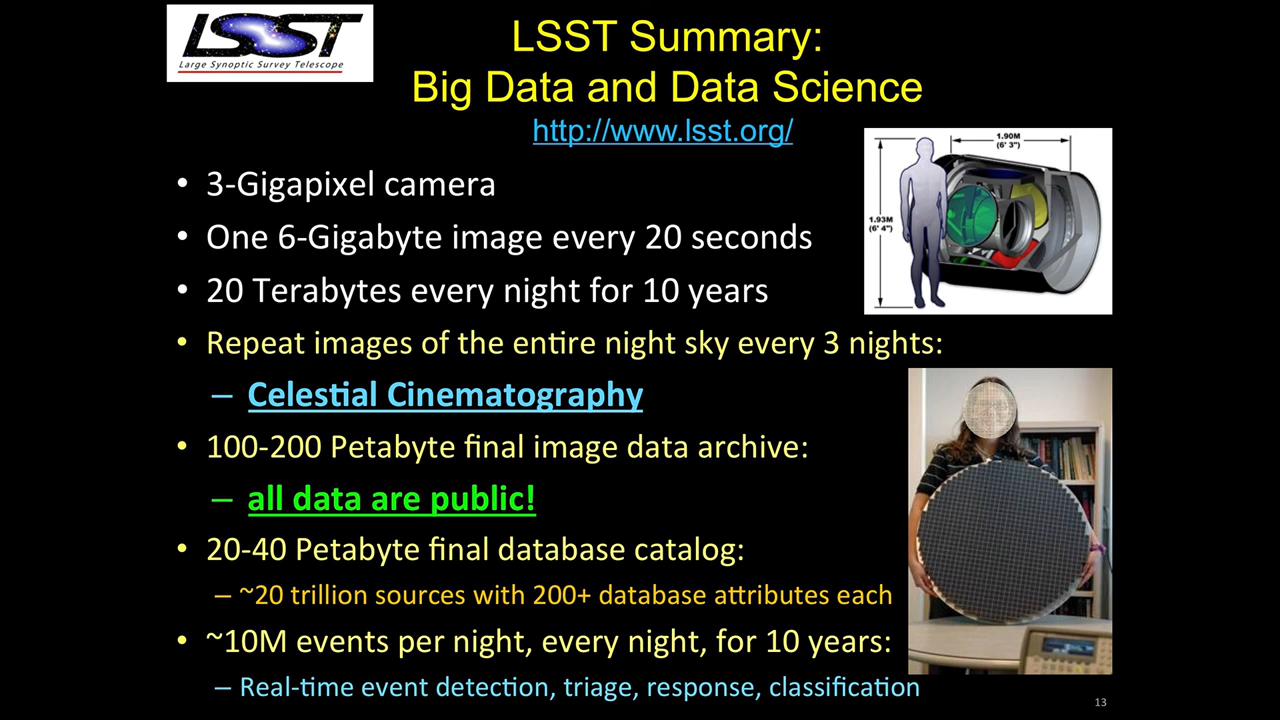 LSST
Large Synoptic Survey Telescope
LSST Summary:
Big Data and Data Science
http://www.lsst.org/
1.90M
(6' 3")
1.93M
(6' 4")
• 3-Gigapixel camera
• One 6-Gigabyte image every 20 seconds
• 20 Terabytes every night for 10 years
• Repeat images of the entire night sky every 3 nights:
– Celestial Cinematography
• 100-200 Petabyte final image data archive:
– all data are public!
• 20-40 Petabyte final database catalog:
– ~20 trillion sources with 200+ database attributes each
• ~10M events per night, every night, for 10 years:
– Real-time event detection, triage, response, classification
13